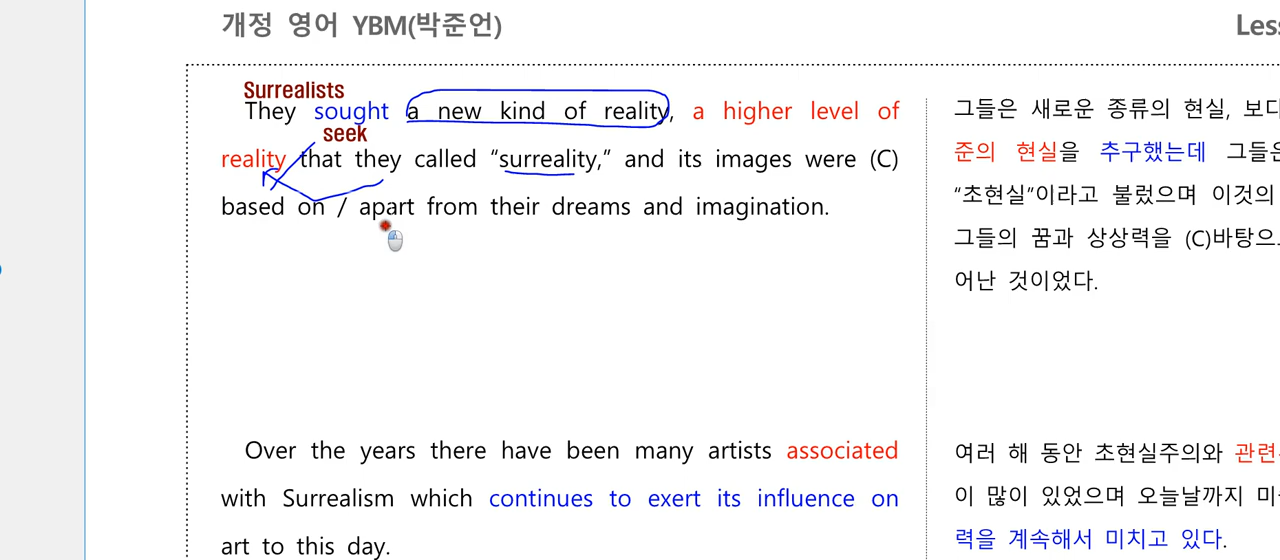 개정 영어 YBM(박준언)
Less
Surrealists
They sought a new kind of reality, a higher level of
seek
reality that they called “surreality,” and its images were (C)
based on / apart from their dreams and imagination.
Over the years there have been many artists associated
with Surrealism which continues to exert its influence on
art to this day.
그들은 새로운 종류의 현실, 보다
준의 현실을 추구했는데 그들은
“초현실”이라고 불렀으며 이것의
그들의 꿈과 상상력을 (C)바탕으
어난 것이었다.
여러 해 동안 초현실주의와 관련
이 많이 있었으며 오늘날까지 미
력을 계속해서 미치고 있다.